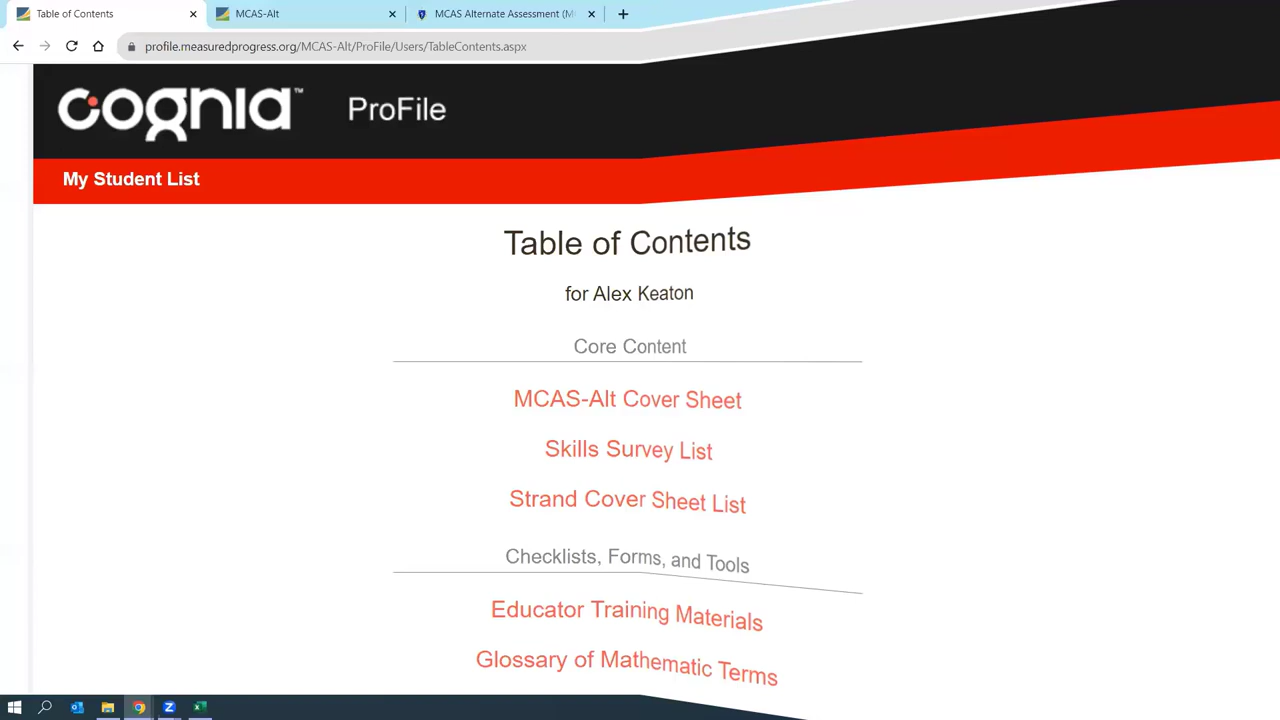 Table of Contents
MCAS-Alt
MCAS Alternate Assessment (M
profile.measuredprogress.org/MCAS-Alt/ProFile/Users/TableContents.aspx
cognia™
ProFile
My Student List
Table of Contents
for Alex Keaton
Core Content
MCAS-Alt Cover Sheet
Skills Survey List
Strand Cover Sheet List
Checklists, Forms, and Tools
Educator Training Materials
Glossary of Mathematic Terms